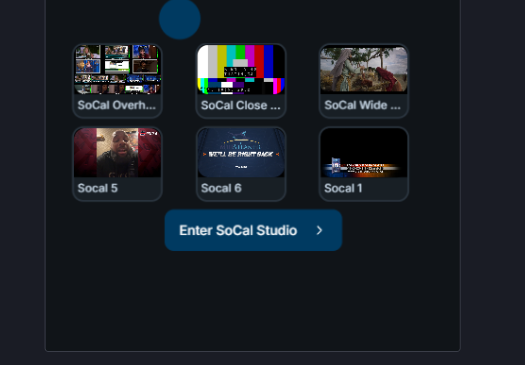 SoCal Overh...
SoCal Close ...
SoCal Wide ...
WE'LL BE RIGHT BACK
Socal 5
Socal 6
Socal 1
Enter SoCal Studio